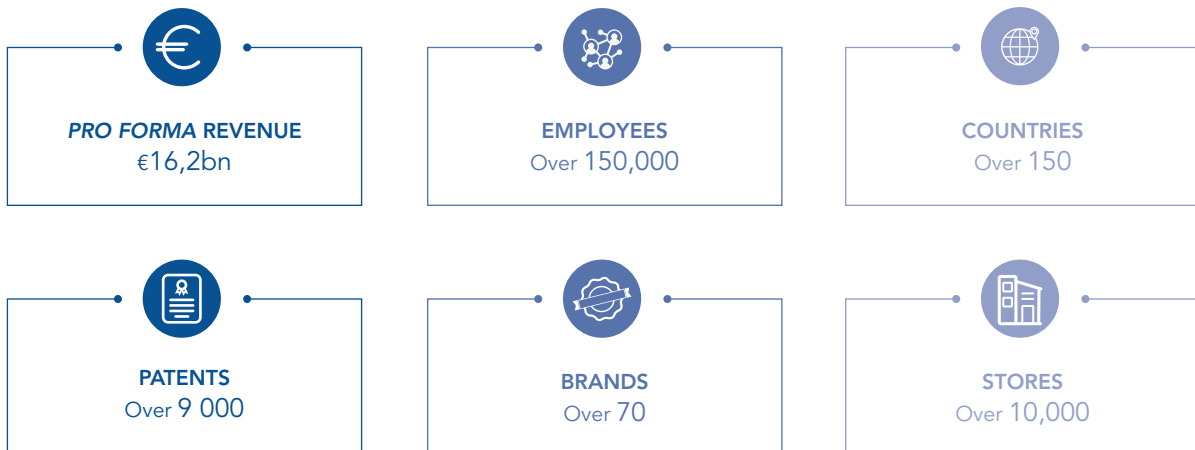 PRO FORMA REVENUE
€16,2bn
EMPLOYEES
Over 150,000
COUNTRIES
Over 150
PATENTS
Over 9 000
BRANDS
Over 70
STORES
Over 10,000